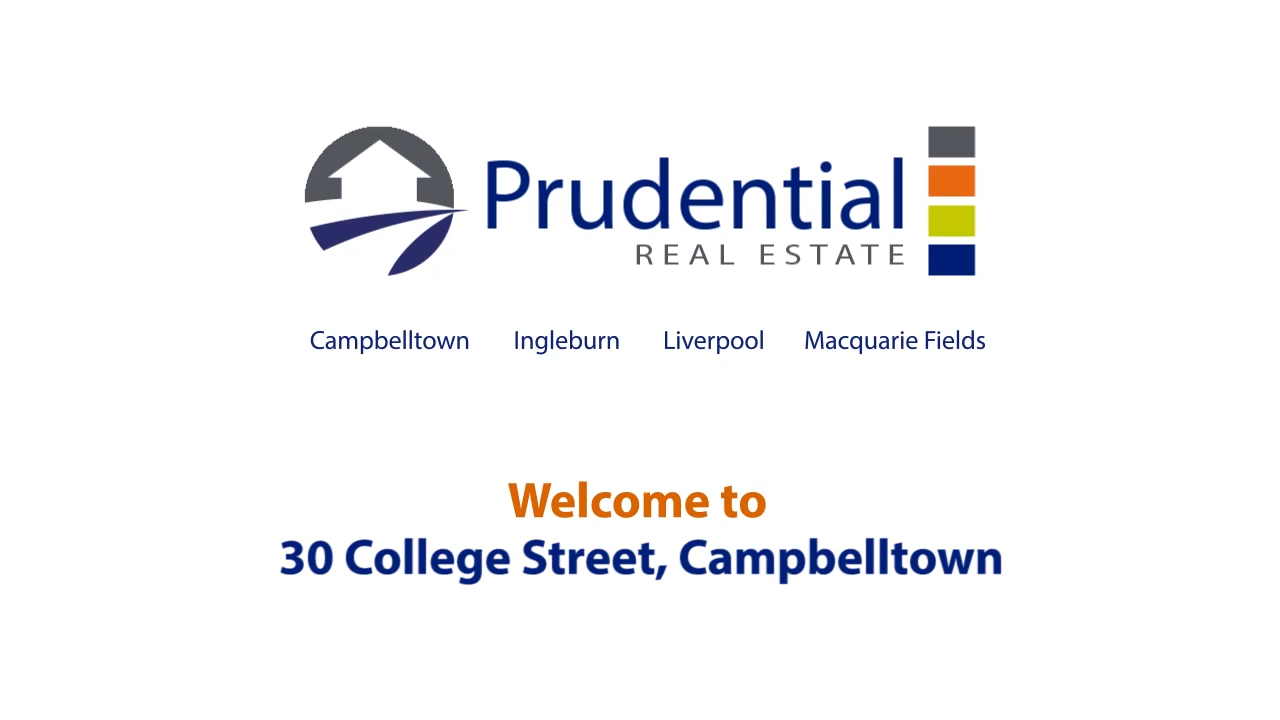 Prudential
REAL ESTATE
Campbelltown Ingleburn Liverpool Macquarie Fields
Welcome to
30 College Street, Campbelltown